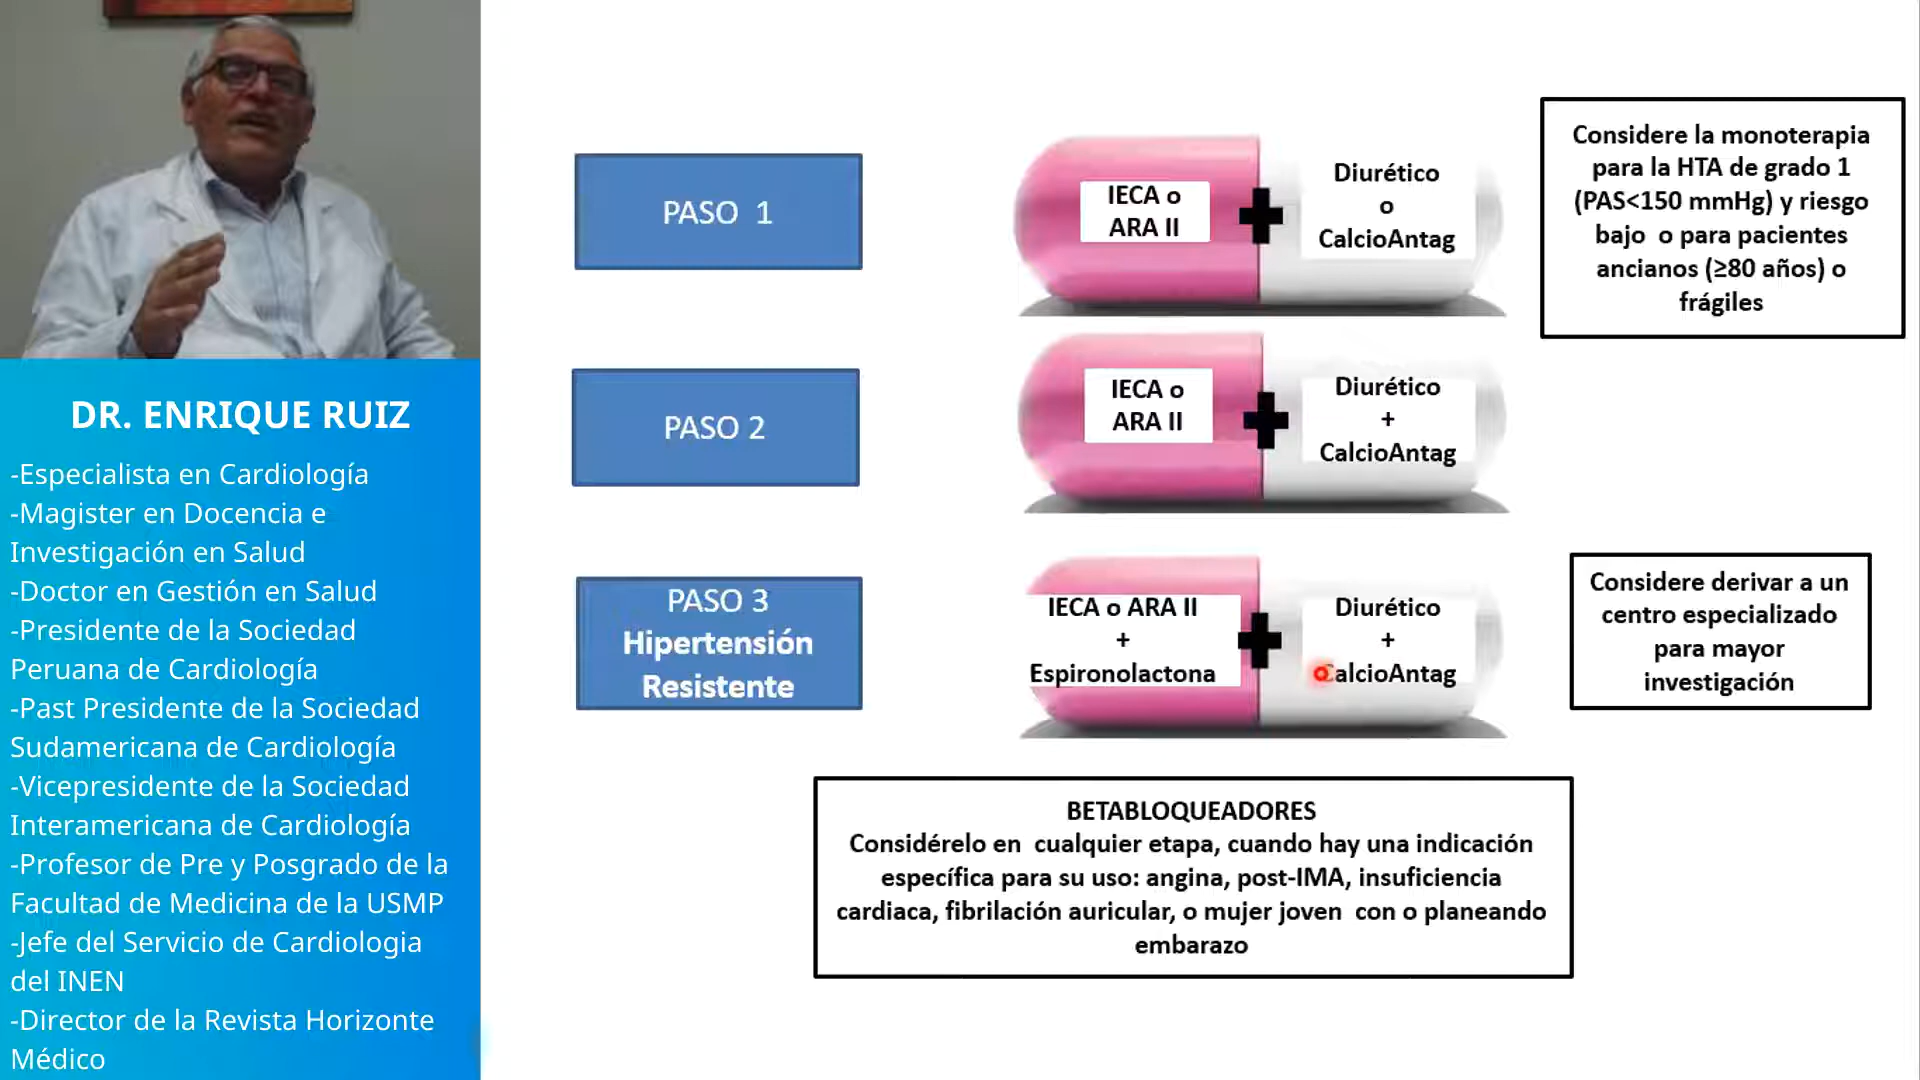 DR. ENRIQUE RUIZ
-Especialista en Cardiología
-Magister en Docencia e
Investigación en Salud
-Doctor en Gestión en Salud
-Presidente de la Sociedad
Peruana de Cardiología
-Past Presidente de la Sociedad
Sudamericana de Cardiología
-Vicepresidente de la Sociedad
Interamericana de Cardiología
-Profesor de Pre y Posgrado de la
Facultad de Medicina de la USMP
-Jefe del Servicio de Cardiologia
del INEN
-Director de la Revista Horizonte
Médico
PASO 1
IECA o
ARA II
Diurético
o
CalcioAntag
Considere la monoterapia
para la HTA de grado 1
(PAS<150 mmHg) y riesgo
bajo o para pacientes
ancianos (≥80 años) o
frágiles
PASO 2
IECA o
ARA II
Diurético
+
CalcioAntag
PASO 3
Hipertensión
Resistente
IECA o ARA II
+
Espironolactona
Diurético
+
CalcioAntag
Considere derivar a un
centro especializado
para mayor
investigación
BETABLOQUEADORES
Considérelo en cualquier etapa, cuando hay una indicación
específica para su uso: angina, post-IMA, insuficiencia
cardiaca, fibrilación auricular, o mujer joven con o planeando
embarazo